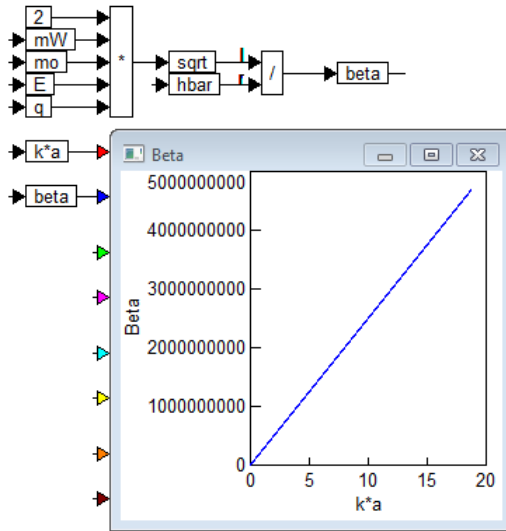 2
mW
mo
E
q
*
sqrt
hbar
/
beta
k*a
beta
Beta
5000000000
4000000000
3000000000
2000000000
1000000000
0
Beta
0 5 10 15 20
k*a